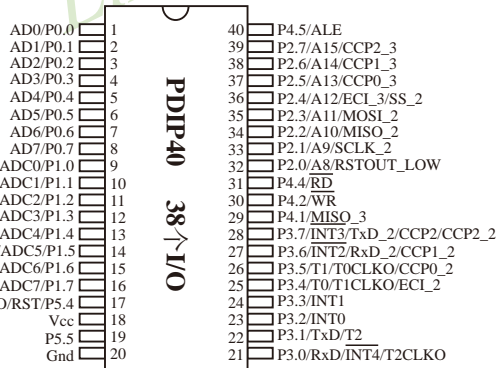 AD0/P0.0 1
AD1/P0.1 2
AD2/P0.2 3
AD3/P0.3 4
AD4/P0.4 5
AD5/P0.5 6
AD6/P0.6 7
AD7/P0.7 8
ADC0/P1.0 9
ADC1/P1.1 10
ADC2/P1.2 11
ADC3/P1.3 12
ADC4/P1.4 13
/ADC5/P1.5 14
ADC6/P1.6 15
ADC7/P1.7 16
O/RST/P5.4 17
Vcc 18
P5.5 19
Gnd 20
PDIP40 38个I/O
40 P4.5/ALE
39 P2.7/A15/CCP2_3
38 P2.6/A14/CCP1_3
37 P2.5/A13/CCP0_3
36 P2.4/A12/ECI_3/SS_2
35 P2.3/A11/MOSI_2
34 P2.2/A10/MISO_2
33 P2.1/A9/SCLK_2
32 P2.0/A8/RSTOUT_LOW
31 P4.4/RD
30 P4.2/WR
29 P4.1/MISO_3
28 P3.7/INT3/TxD_2/CCP2/CCP2_2
27 P3.6/INT2/RxD_2/CCP1_2
26 P3.5/T1/T0CLKO/CCP0_2
25 P3.4/T0/T1CLKO/ECI_2
24 P3.3/INT1
23 P3.2/INT0
22 P3.1/TxD/T2
21 P3.0/RxD/INT4/T2CLKO